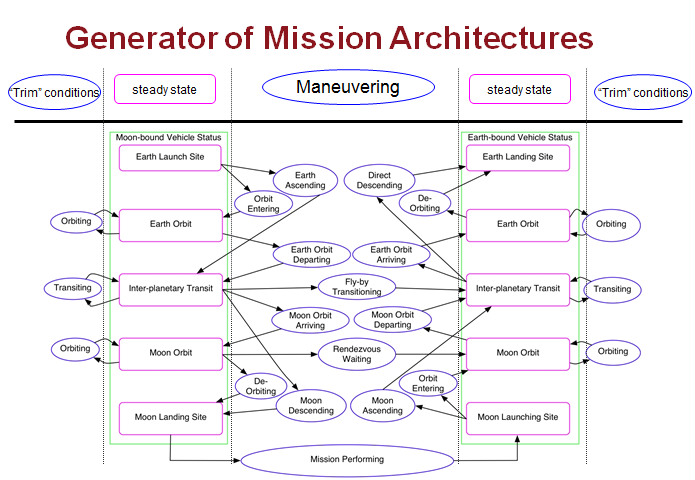 Generator of Mission Architectures
“Trim” conditions
steady state
Maneuvering
steady state
“Trim” conditions
Moon-bound Vehicle Status
Earth-bound Vehicle Status
Earth Launch Site
Earth
Ascending
Direct
Descending
Earth Landing Site
Orbit
Entering
De-
Orbiting
Orbiting
Earth Orbit
Earth Orbit
Orbiting
Earth Orbit
Departing
Earth Orbit
Arriving
Transiting
Inter-planetary Transit
Fly-by
Transitioning
Inter-planetary Transit
Transiting
Moon Orbit
Arriving
Moon Orbit
Departing
Orbiting
Moon Orbit
Rendezvous
Waiting
Moon Orbit
Orbiting
De-
Orbiting
Orbit
Entering
Moon Landing Site
Moon
Descending
Moon
Ascending
Moon Launching Site
Mission Performing